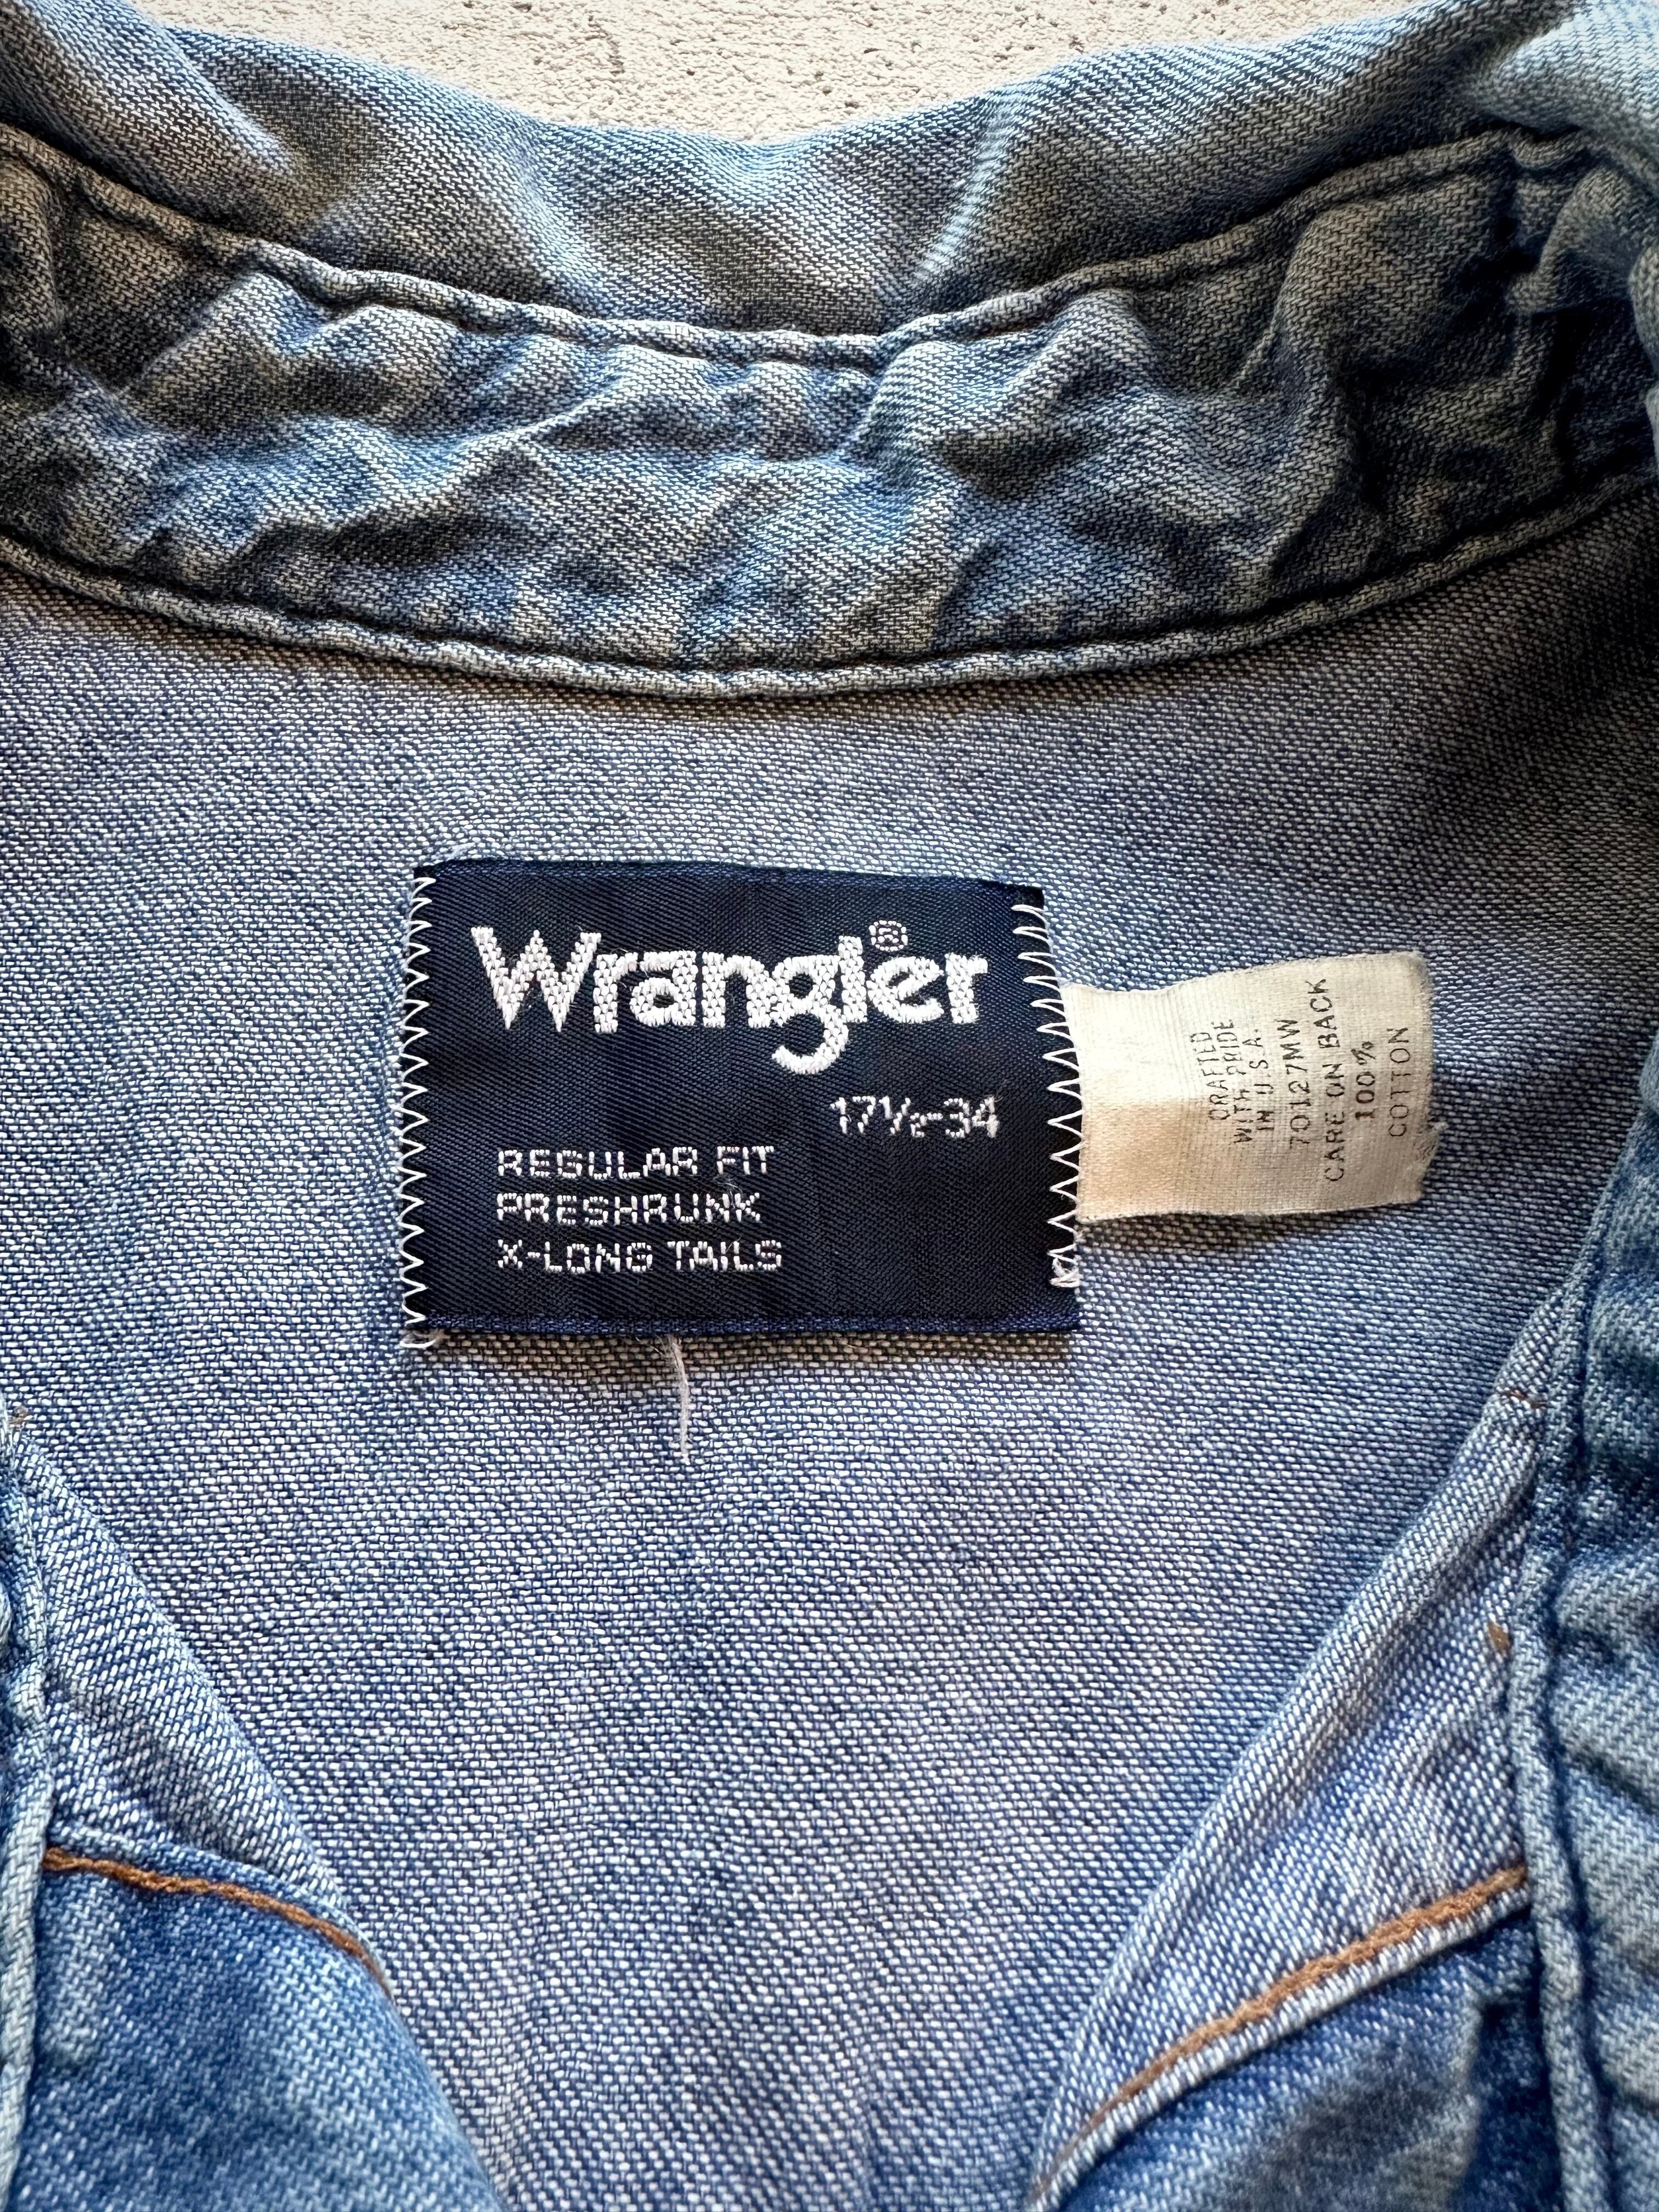 Wrangler®
17½-34
REGULAR FIT
PRESHRUNK
X-LONG TAILS
CRAFTED
WITH PRIDE
IN U.S.A.
70127MW
CARE ON BACK
100%
COTTON